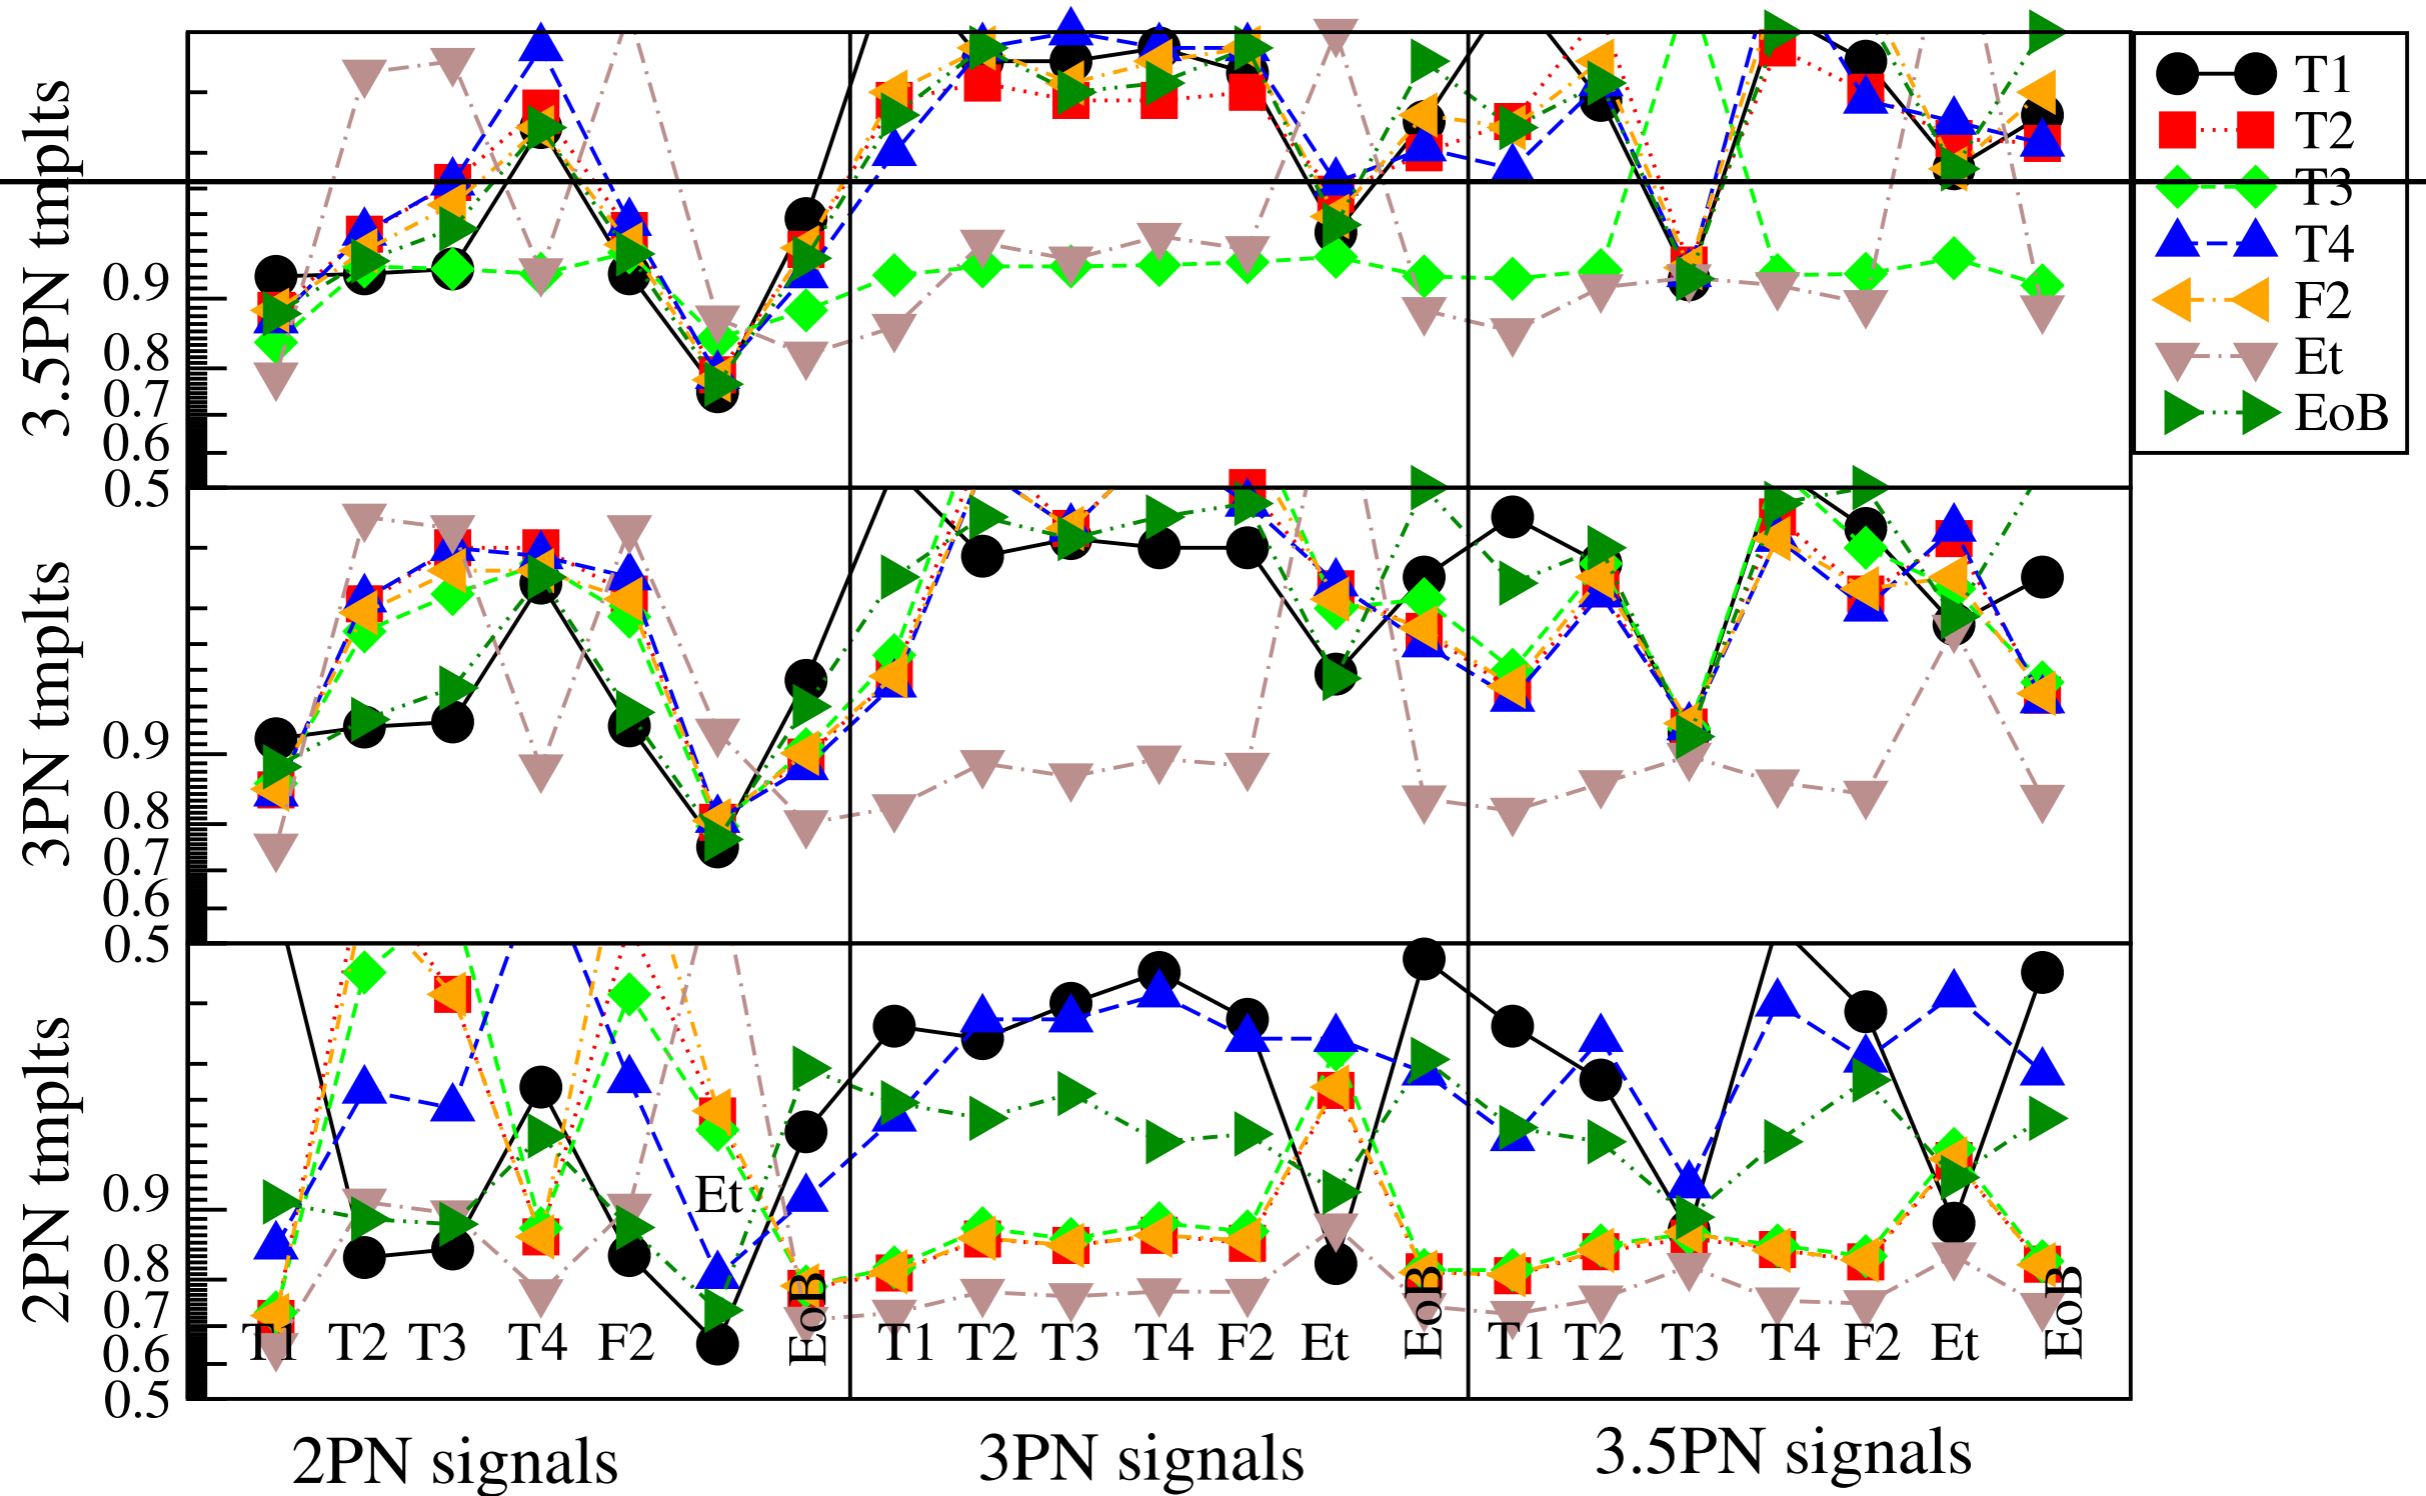 3.5PN tmplts
0.9
0.8
0.7
0.6
0.5
T1
T2
T3
T4
F2
Et
EoB
3PN tmplts
0.9
0.8
0.7
0.6
0.5
2PN tmplts
0.9
0.8
0.7
0.6
0.5
Et
T1 T2 T3 T4 F2 EoB T1 T2 T3 T4 F2 Et EoB T1 T2 T3 T4 F2 Et EoB
2PN signals 3PN signals 3.5PN signals